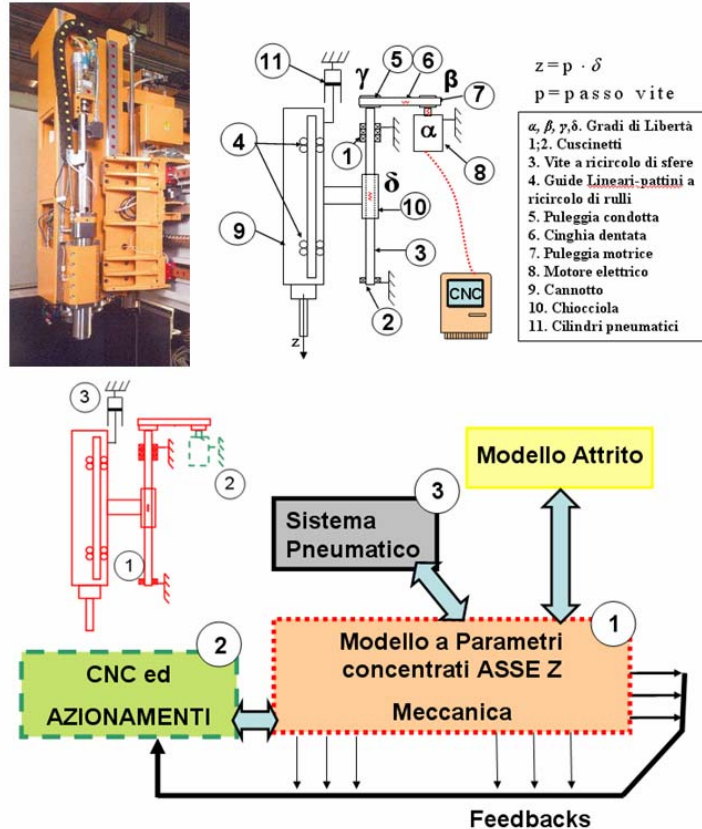 11
γ
5
6
β
7
4
1
α
8
δ
10
9
3
CNC
2
z
z = p · δ
p = passo vite
α, β, γ, δ. Gradi di Libertà
1;2. Cuscinetti
3. Vite a ricircolo di sfere
4. Guide Lineari-pattini a
ricircolo di rulli
5. Puleggia condotta
6. Cinghia dentata
7. Puleggia motrice
8. Motore elettrico
9. Cannotto
10. Chiocciola
11. Cilindri pneumatici
3
2
1
Modello Attrito
3
Sistema
Pneumatico
1
Modello a Parametri
concentrati ASSE Z
Meccanica
2
CNC ed
AZIONAMENTI
Feedbacks